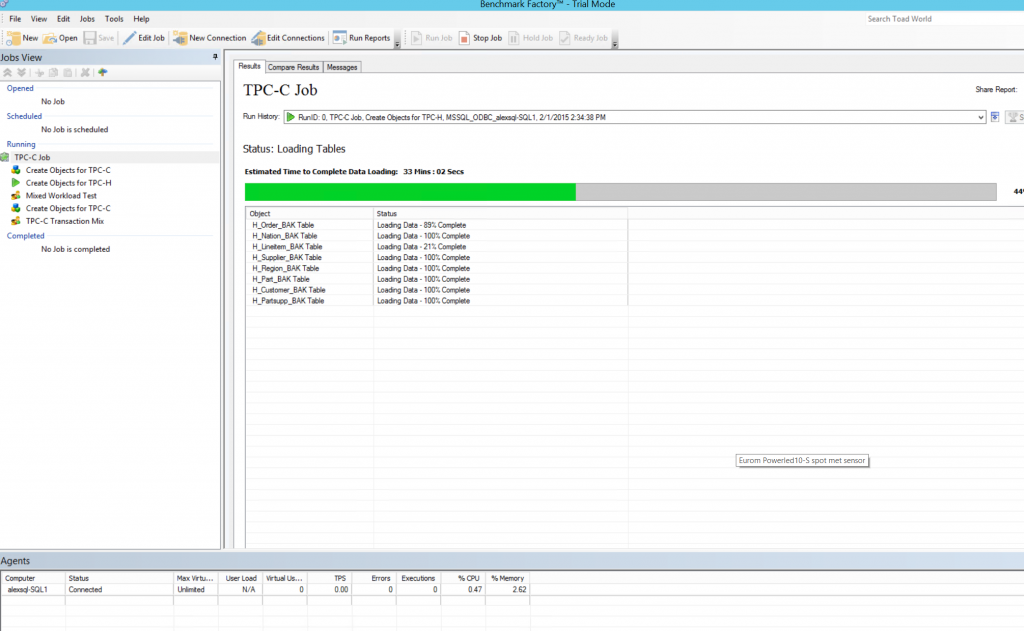 Benchmark Factory™ - Trial Mode
File View Edit Jobs Tools Help
Search Toad World
New Open Save Edit Job New Connection Edit Connections Run Reports Run Job Stop Job Hold Job Ready Job
Jobs View
Opened
No Job
Scheduled
No Job is scheduled
Running
TPC-C Job
Create Objects for TPC-C
Create Objects for TPC-H
Mixed Workload Test
Create Objects for TPC-C
TPC-C Transaction Mix
Completed
No Job is completed
Results Compare Results Messages
TPC-C Job
Share Report:
Run History: RunID: 0, TPC-C Job, Create Objects for TPC-H, MSSQL_ODBC_alexsql-SQL1, 2/1/2015 2:34:38 PM
Status: Loading Tables
Estimated Time to Complete Data Loading: 33 Mins : 02 Secs
Object Status
H_Order_BAK Table Loading Data - 89% Complete
H_Nation_BAK Table Loading Data - 100% Complete
H_Lineitem_BAK Table Loading Data - 21% Complete
H_Supplier_BAK Table Loading Data - 100% Complete
H_Region_BAK Table Loading Data - 100% Complete
H_Part_BAK Table Loading Data - 100% Complete
H_Customer_BAK Table Loading Data - 100% Complete
H_Partsupp_BAK Table Loading Data - 100% Complete
Eurom Powerled10-S spot met sensor
Agents
Computer Status Max Virtu... User Load Virtual Us... TPS Errors Executions % CPU % Memory
alexsql-SQL1 Connected Unlimited N/A 0 0.00 0 0 0.47 2.62